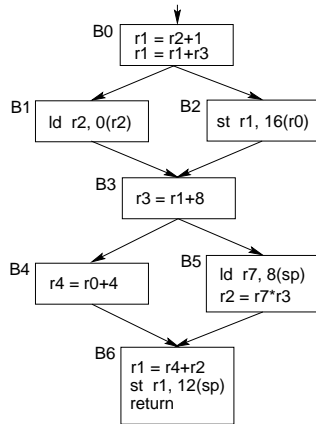 B0
r1 = r2+1
r1 = r1+r3
B1
ld r2, 0(r2)
B2
st r1, 16(r0)
B3
r3 = r1+8
B4
r4 = r0+4
B5
ld r7, 8(sp)
r2 = r7*r3
B6
r1 = r4+r2
st r1, 12(sp)
return